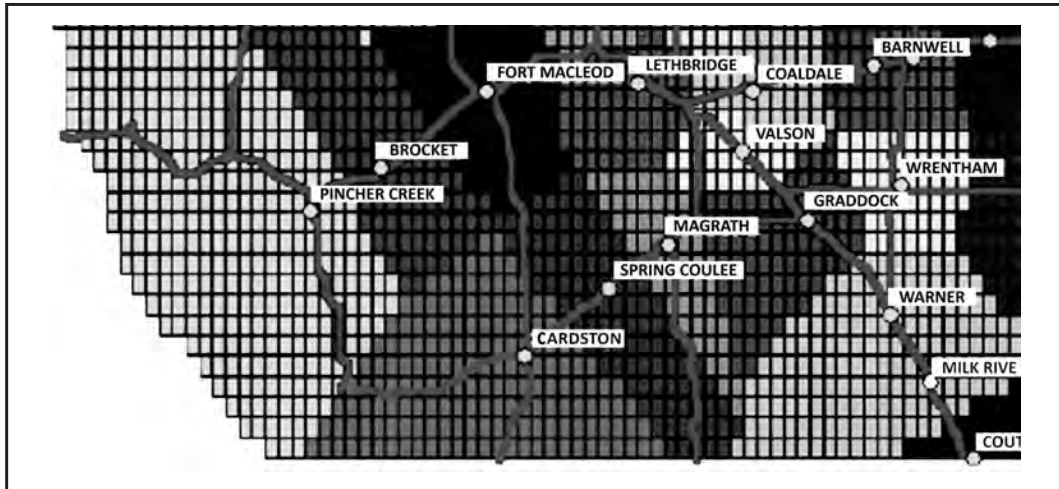 BARNWELL
LETHBRIDGE
COALDALE
FORT MACLEOD
VALSON
BROCKET
WRENTHAM
PINCHER CREEK
GRADDOCK
MAGRATH
SPRING COULEE
WARNER
CARDSTON
MILK RIVE
COUT